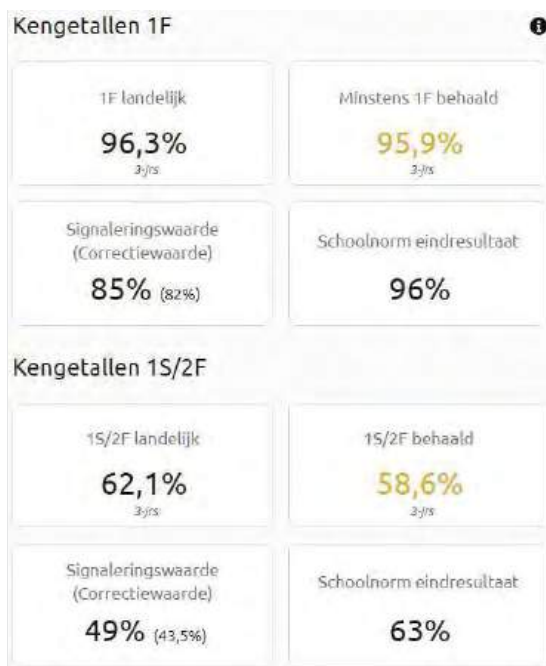 Kengetallen 1F
1F landelijk
96,3%
3-jrs
Minstens 1F behaald
95,9%
3-jrs
Signaleringswaarde
(Correctiewaarde)
85% (82%)
Schoolnorm eindresultaat
96%
Kengetallen 1S/2F
1S/2F landelijk
62,1%
3-jrs
1S/2F behaald
58,6%
3-jrs
Signaleringswaarde
(Correctiewaarde)
49% (43,5%)
Schoolnorm eindresultaat
63%